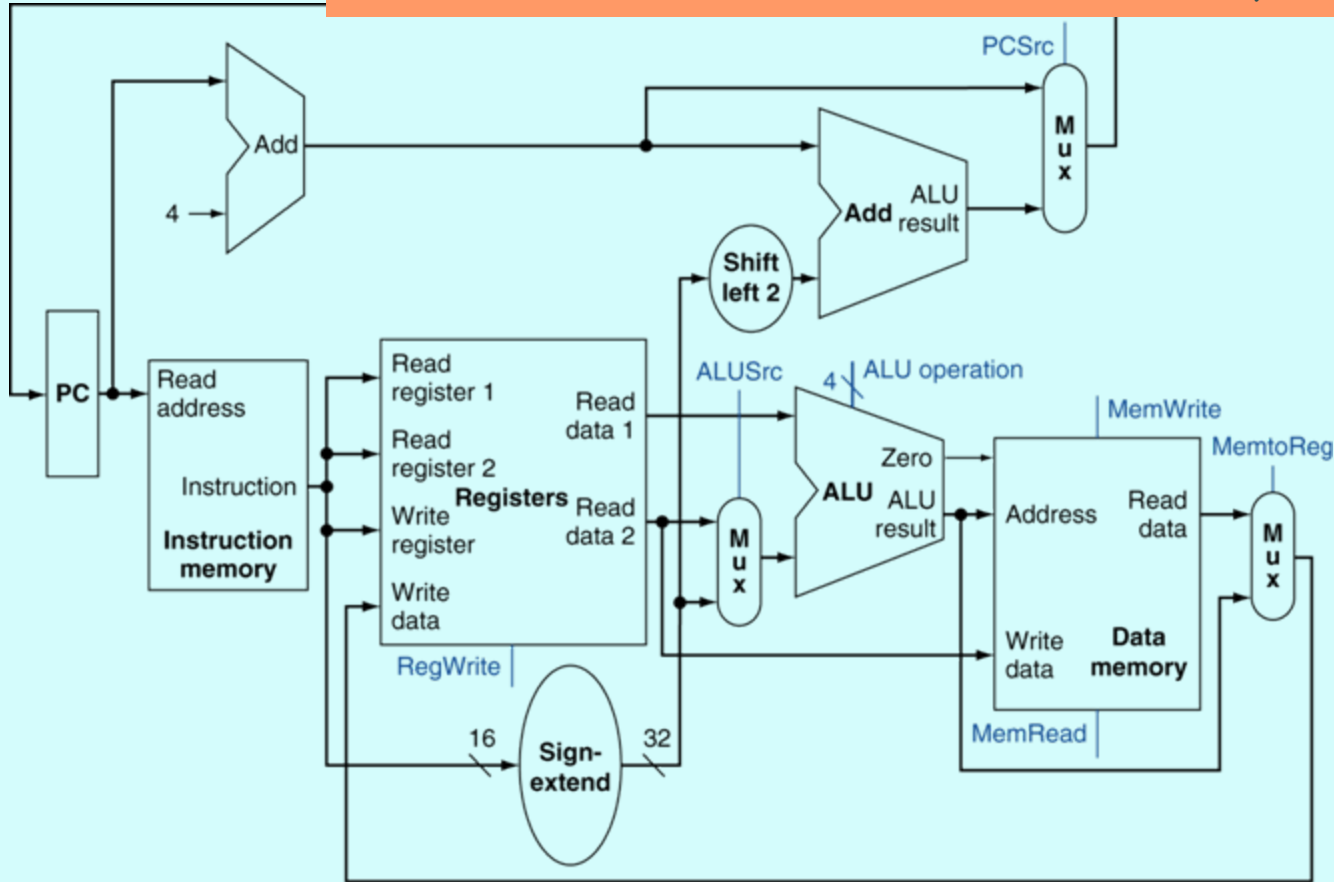 PCSrc
M
u
x
Add
4
Add
ALU
result
Shift
left 2
PC
Read
address
Instruction
Instruction
memory
Read
register 1
Read
register 2
Write
register
Write
data
Registers
Read
data 1
Read
data 2
RegWrite
16
Sign-
extend
32
ALUSrc
M
u
x
4
ALU operation
Zero
ALU
ALU
result
MemWrite
Address
Read
data
Write
data
Data
memory
MemRead
MemtoReg
M
u
x